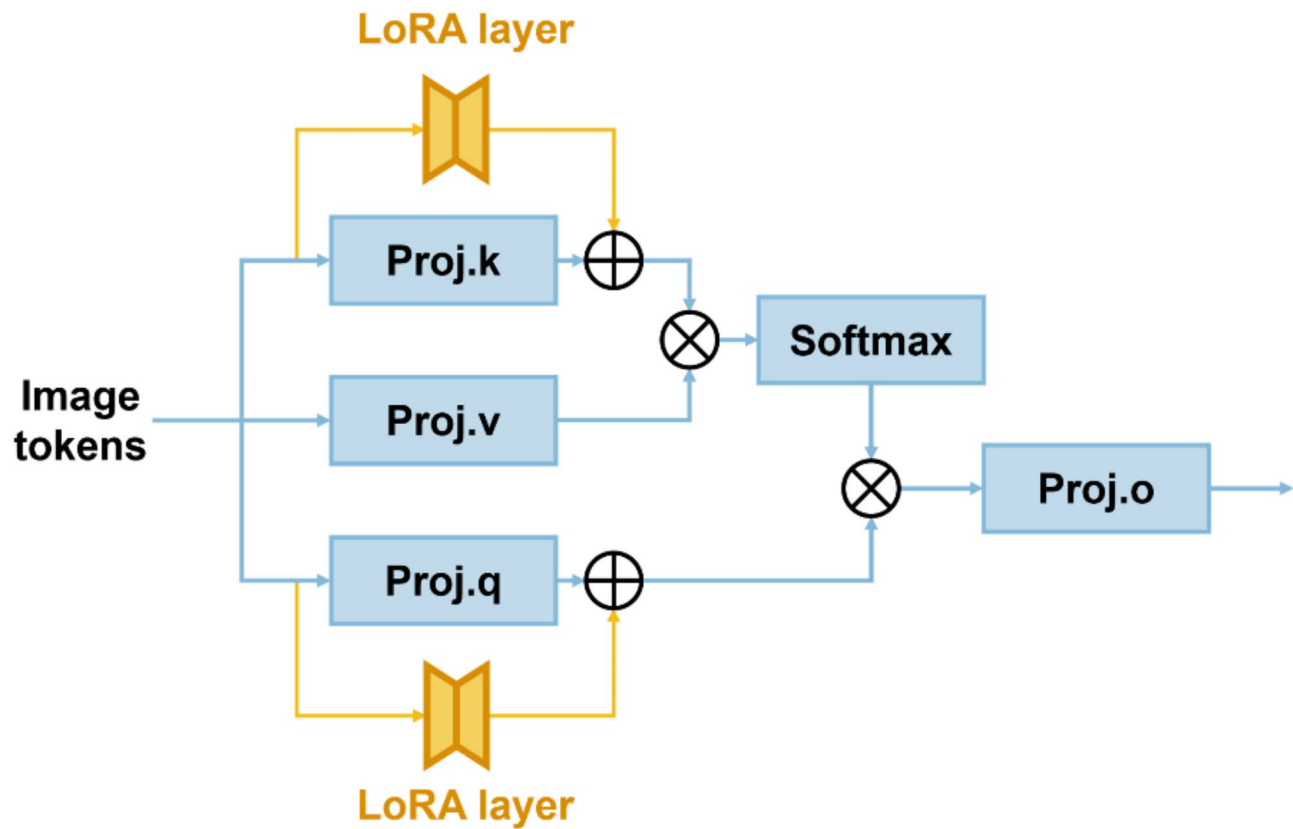 LoRA layer
Proj.k
Softmax
Image
tokens
Proj.v
Proj.o
Proj.q
LoRA layer